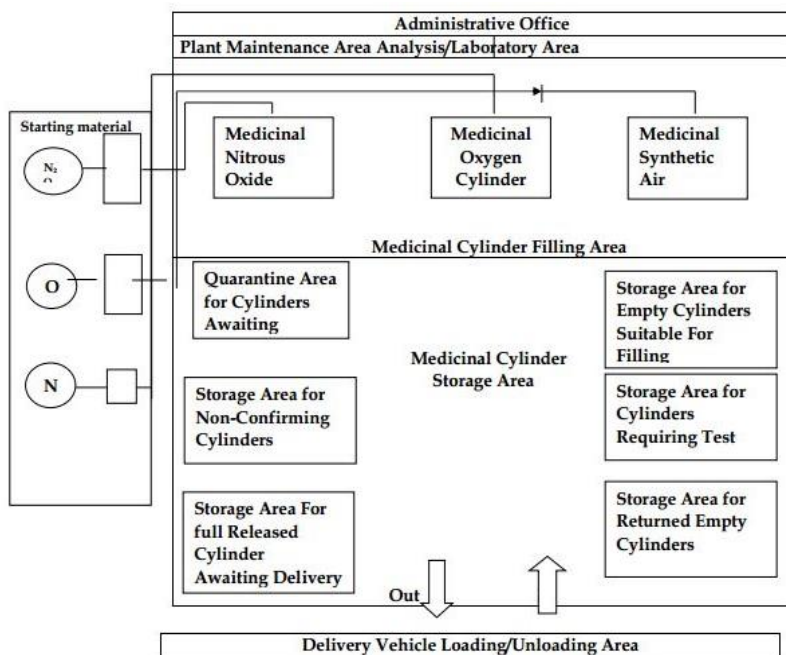 Administrative Office
Plant Maintenance Area Analysis/Laboratory Area
Starting material
N₂
O
N
Medicinal
Nitrous
Oxide
Medicinal
Oxygen
Cylinder
Medicinal
Synthetic
Air
Medicinal Cylinder Filling Area
Quarantine Area
for Cylinders
Awaiting
Storage Area for
Non-Confirming
Cylinders
Storage Area For
full Released
Cylinder
Awaiting Delivery
Medicinal Cylinder
Storage Area
Storage Area for
Empty Cylinders
Suitable For
Filling
Storage Area for
Cylinders
Requiring Test
Storage Area for
Returned Empty
Cylinders
Out
Delivery Vehicle Loading/Unloading Area